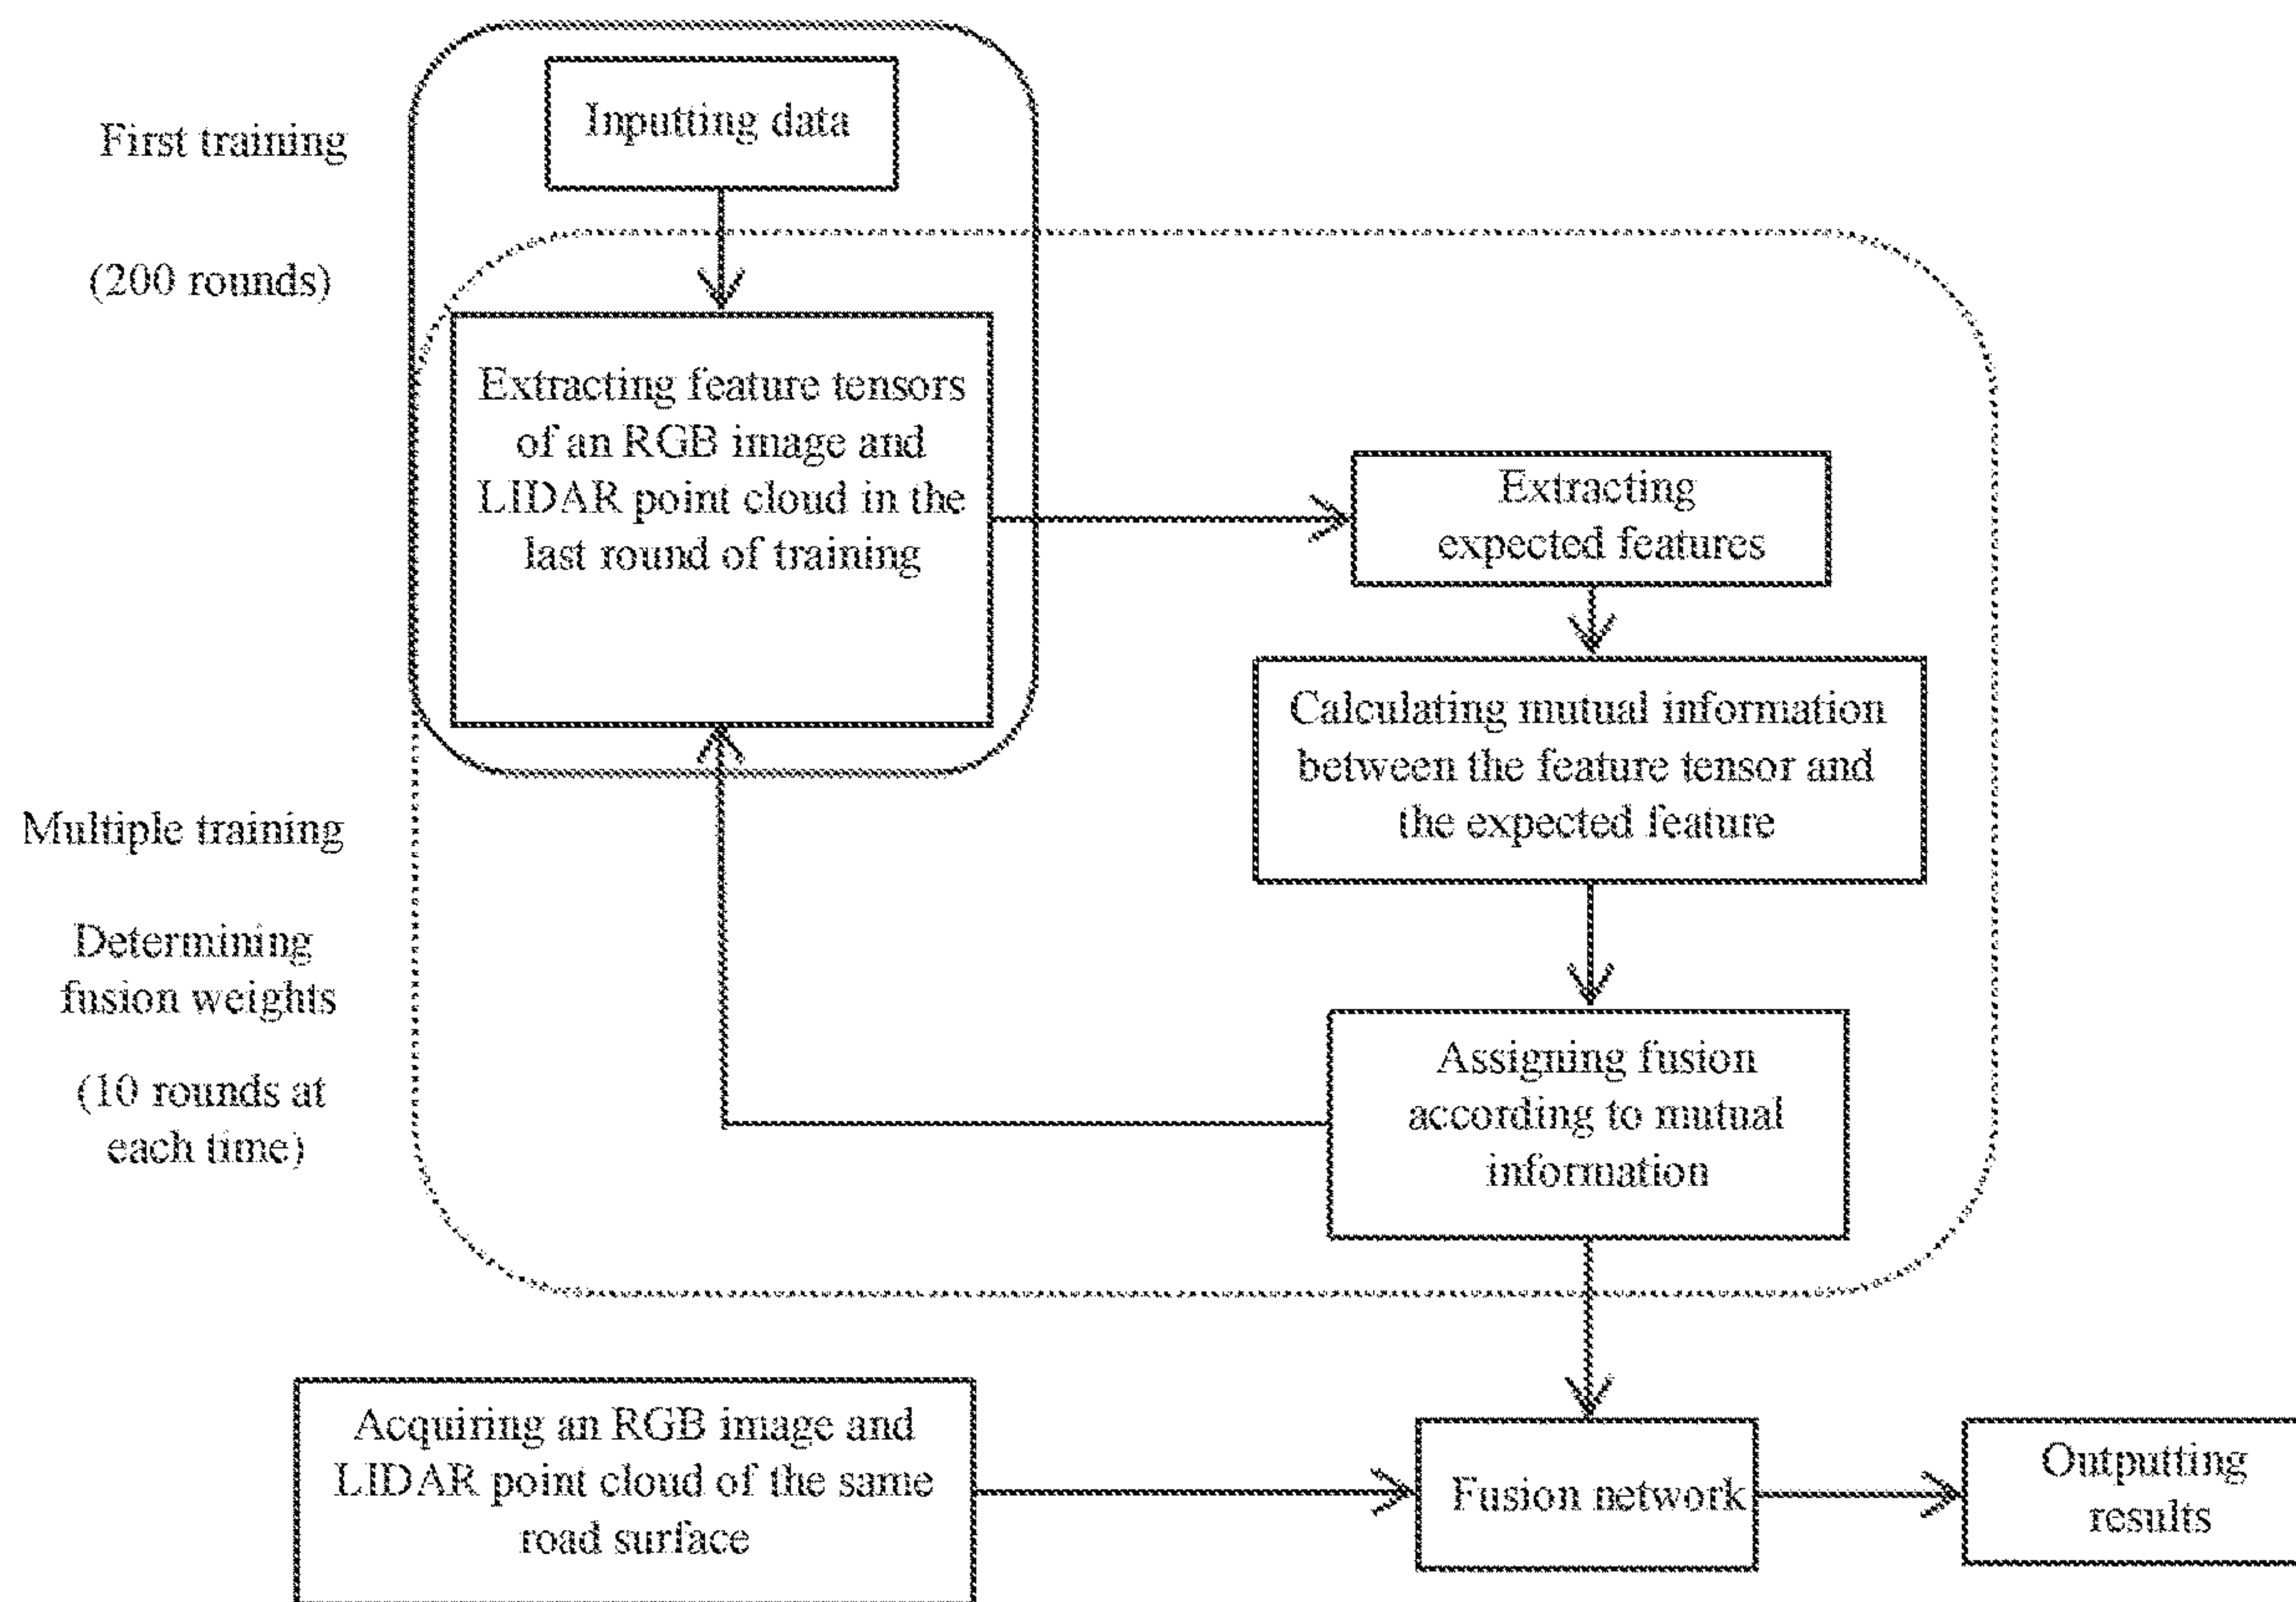 First training
(200 rounds)
Inputting data
Extracting feature tensors
of an RGB image and
LIDAR point cloud in the
last round of training
Extracting
expected features
Calculating mutual information
between the feature tensor and
the expected feature
Multiple training
Determining
fusion weights
(10 rounds at
each time)
Assigning fusion
according to mutual
information
Acquiring an RGB image and
LIDAR point cloud of the same
road surface
Fusion network
Outputting
results